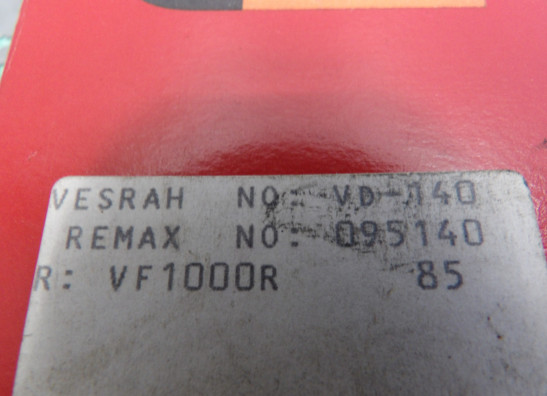 VESRAH NO: VD-140
REMAX NO: 095140
R: VF1000R 85